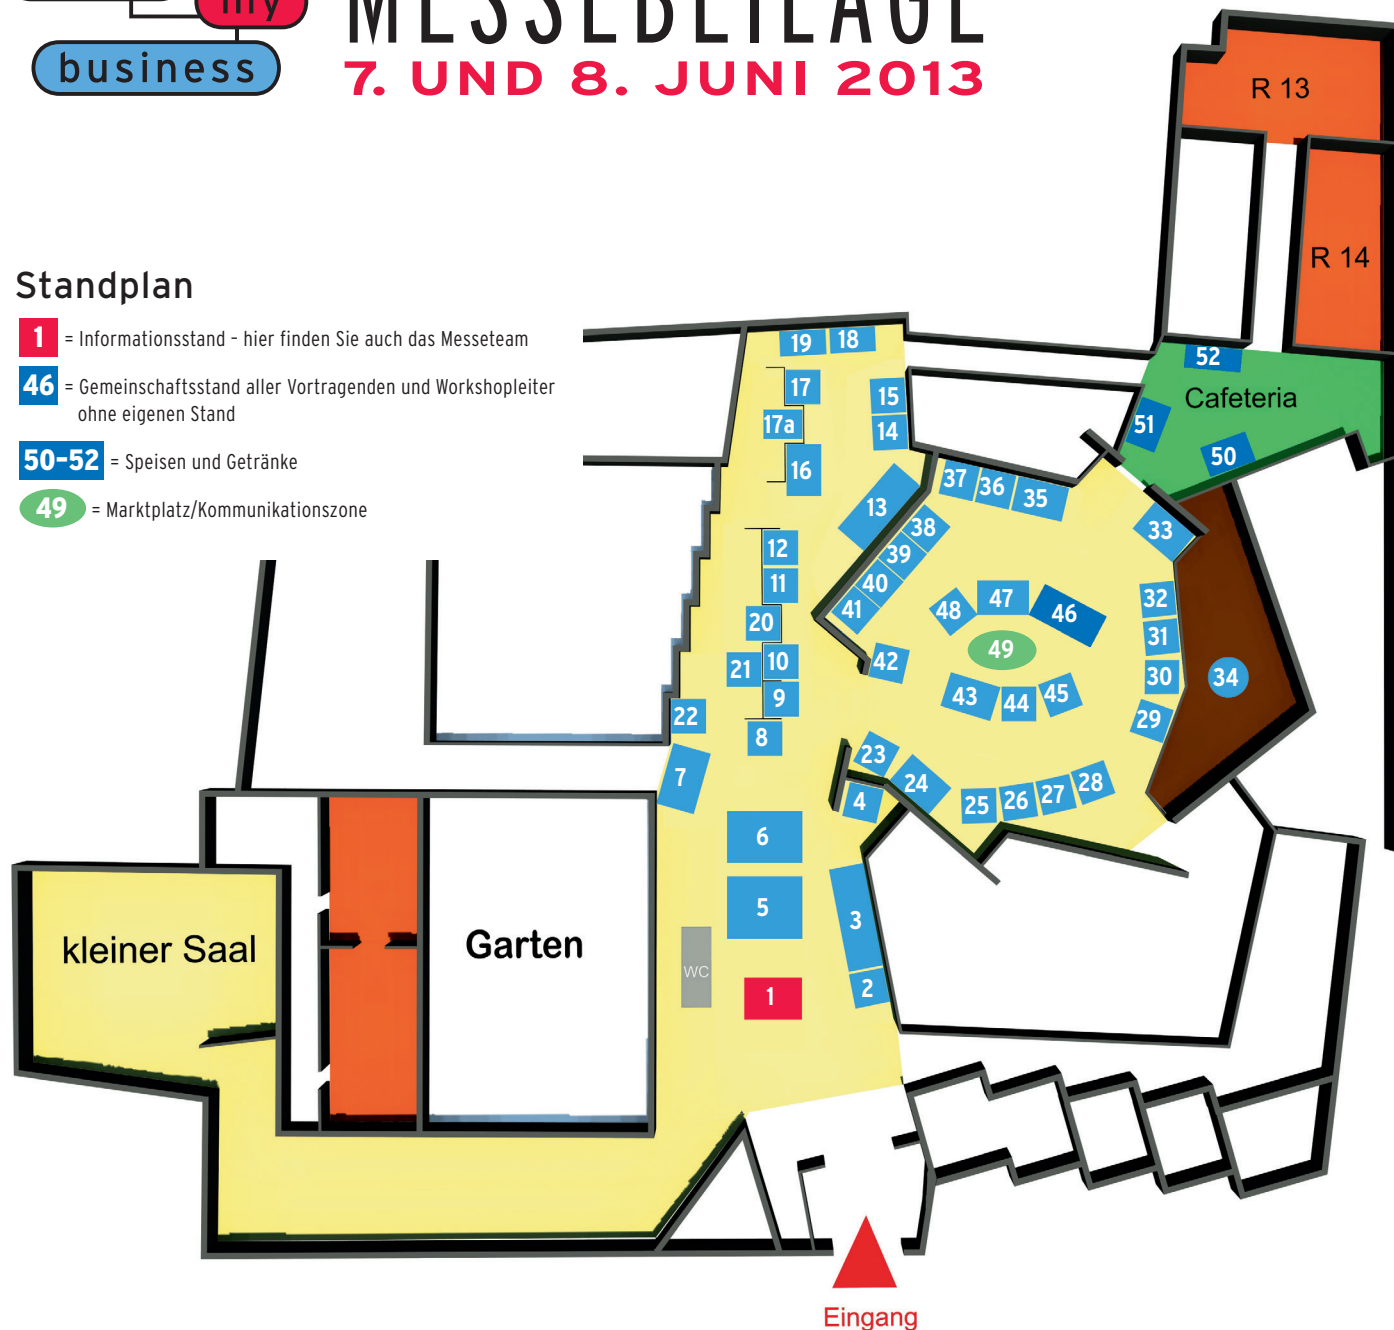 my
business
MESSEBEILAGE
7. UND 8. JUNI 2013
Standplan
1 = Informationsstand - hier finden Sie auch das Messeteam
46 = Gemeinschaftsstand aller Vortragenden und Workshopleiter
ohne eigenen Stand
50-52 = Speisen und Getränke
49 = Marktplatz/Kommunikationszone
R 13
R 14
52
Cafeteria
51
50
19
18
17
15
17a
14
16
37
36
35
13
38
33
12
39
11
40
41
48
47
46
32
20
31
49
21
10
42
30
34
9
43
44
45
22
29
8
23
7
24
4
25
26
27
28
6
5
3
kleiner Saal
Garten
WC
1
2
Eingang